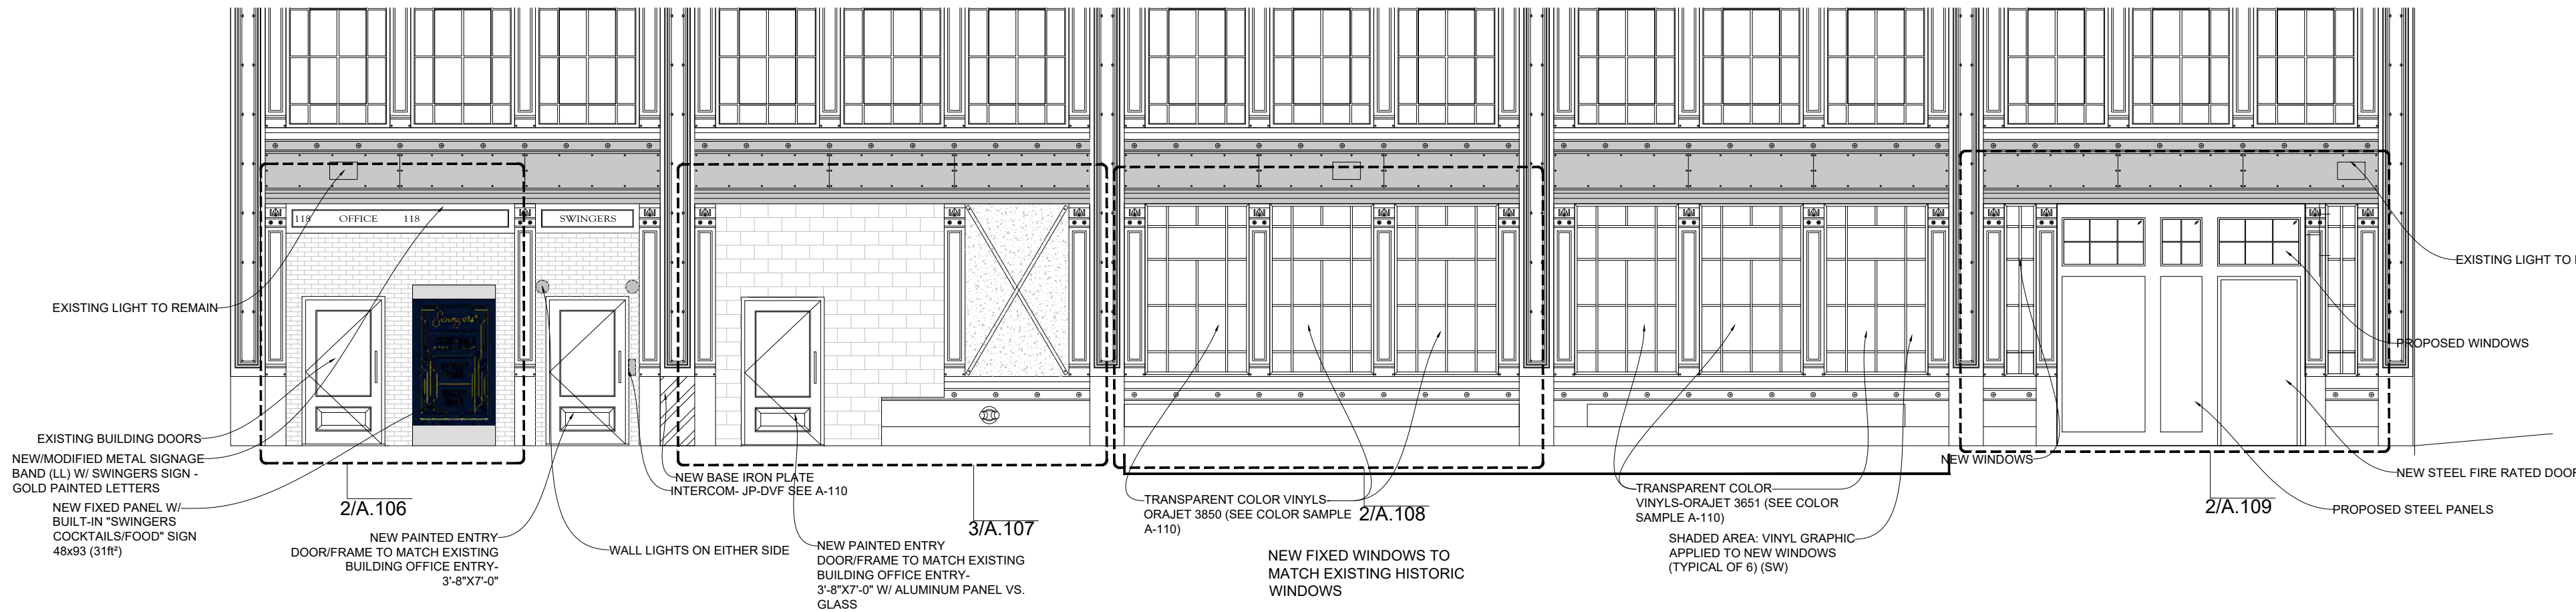 118 OFFICE 118
SWINGERS
Swingers
EXISTING LIGHT TO REMAIN
EXISTING BUILDING DOORS
NEW/MODIFIED METAL SIGNAGE
BAND (LL) W/ SWINGERS SIGN -
GOLD PAINTED LETTERS
NEW FIXED PANEL W/
BUILT-IN "SWINGERS
COCKTAILS/FOOD" SIGN
48x93 (31ft²)
2/A.106
NEW PAINTED ENTRY
DOOR/FRAME TO MATCH EXISTING
BUILDING OFFICE ENTRY-
3'-8"X7'-0"
NEW BASE IRON PLATE
INTERCOM- JP-DVF SEE A-110
WALL LIGHTS ON EITHER SIDE
3/A.107
NEW PAINTED ENTRY
DOOR/FRAME TO MATCH EXISTING
BUILDING OFFICE ENTRY-
3'-8"X7'-0" W/ ALUMINUM PANEL VS.
GLASS
TRANSPARENT COLOR VINYLS-
ORAJET 3850 (SEE COLOR SAMPLE
A-110)
2/A.108
NEW FIXED WINDOWS TO
MATCH EXISTING HISTORIC
WINDOWS
TRANSPARENT COLOR
VINYLS-ORAJET 3651 (SEE COLOR
SAMPLE A-110)
SHADED AREA: VINYL GRAPHIC
APPLIED TO NEW WINDOWS
(TYPICAL OF 6) (SW)
NEW WINDOWS
2/A.109
EXISTING LIGHT TO
PROPOSED WINDOWS
NEW STEEL FIRE RATED DOOR
PROPOSED STEEL PANELS